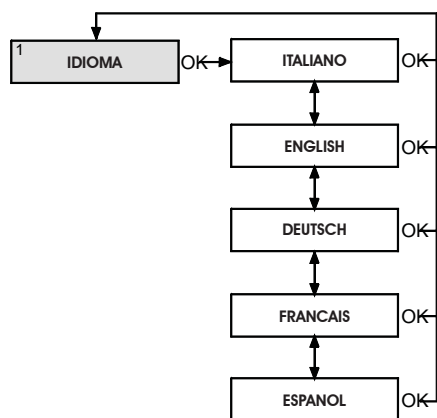 1
IDIOMA OK ITALIANO OK
ENGLISH OK
DEUTSCH OK
FRANCAIS OK
ESPANOL OK